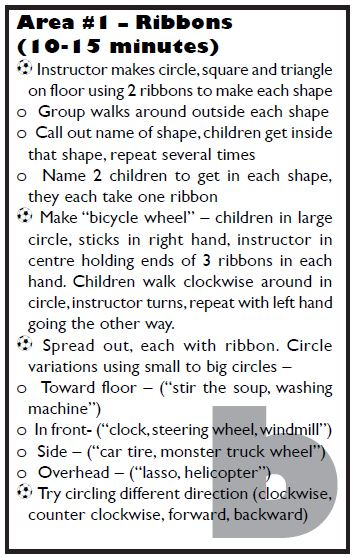 Area #1 – Ribbons
(10-15 minutes)
Instructor makes circle, square and triangle
on floor using 2 ribbons to make each shape
o Group walks around outside each shape
o Call out name of shape, children get inside
that shape, repeat several times
o Name 2 children to get in each shape,
they each take one ribbon
Make “bicycle wheel” – children in large
circle, sticks in right hand, instructor in
centre holding ends of 3 ribbons in each
hand. Children walk clockwise around in
circle, instructor turns, repeat with left hand
going the other way.
Spread out, each with ribbon. Circle
variations using small to big circles –
o Toward floor – (“stir the soup, washing
machine”)
o In front- (“clock, steering wheel, windmill”)
o Side – (“car tire, monster truck wheel”)
o Overhead – (“lasso, helicopter”)
Try circling different direction (clockwise,
counter clockwise, forward, backward)
b